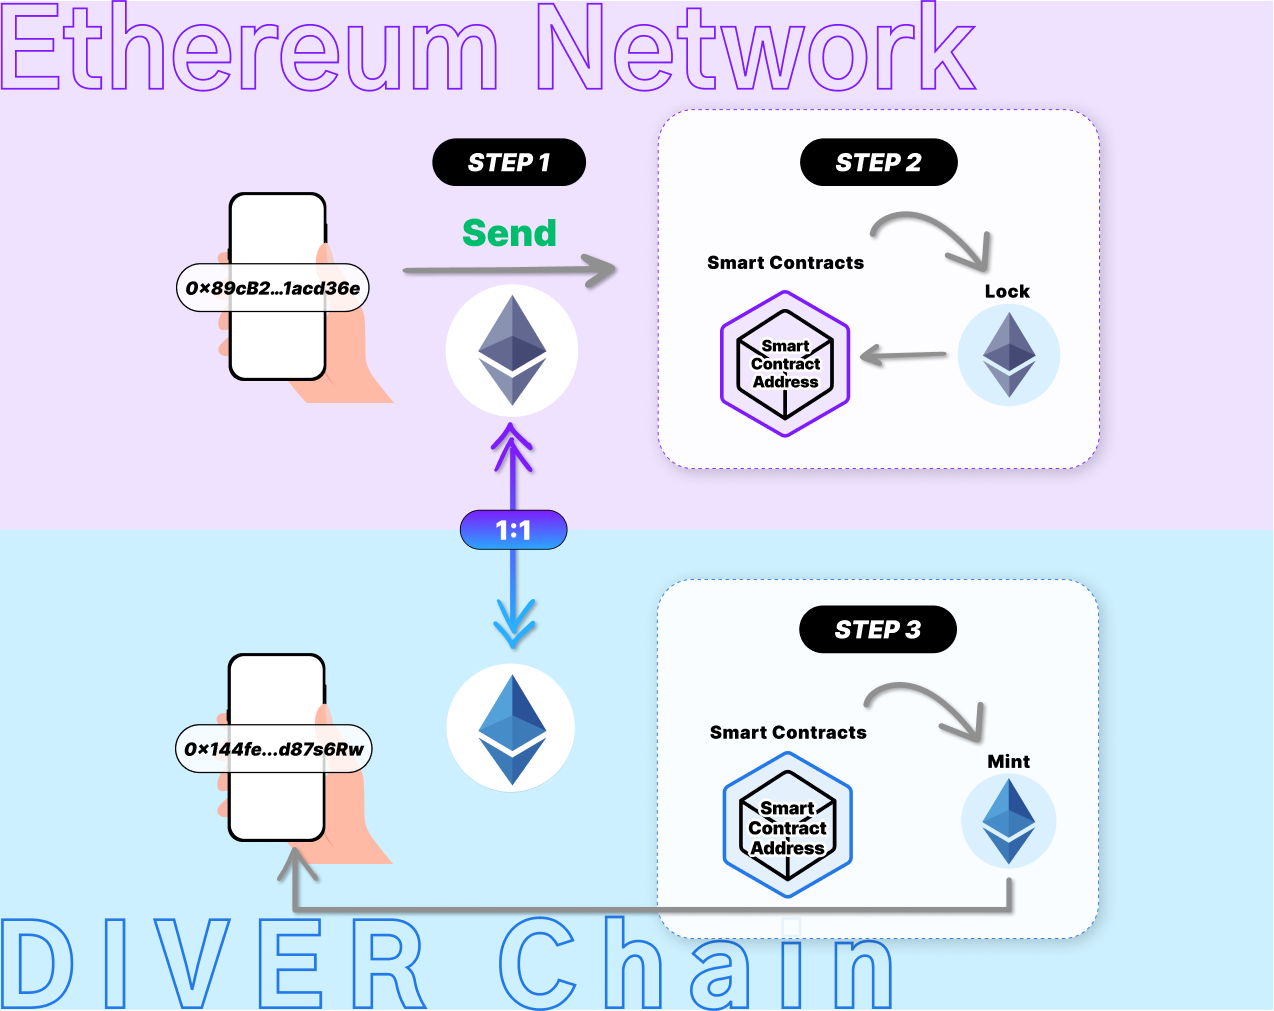 Ethereum Network
STEP 1
STEP 2
Send
Smart Contracts
0×89cB2...1acd36e
Lock
Smart
Contract
Address
1:1
STEP 3
Smart Contracts
0×144fe...d87s6Rw
Mint
Smart
Contract
Address
DIVER Chain